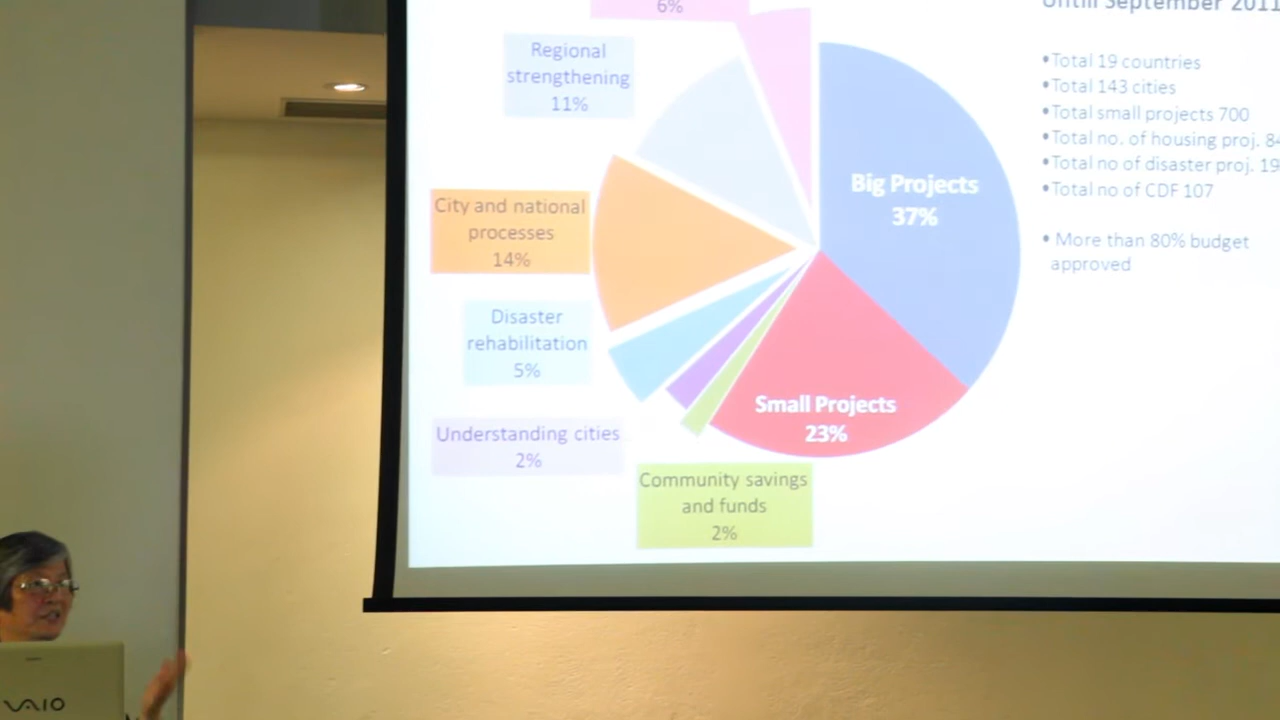 6%
Regional
strengthening
11%
City and national
processes
14%
Disaster
rehabilitation
5%
Understanding cities
2%
Community savings
and funds
2%
Big Projects
37%
Small Projects
23%
Untill September 2011
•Total 19 countries
•Total 143 cities
•Total small projects 700
•Total no. of housing proj. 84
•Total no of disaster proj. 19
•Total no of CDF 107
• More than 80% budget
approved
VAIO